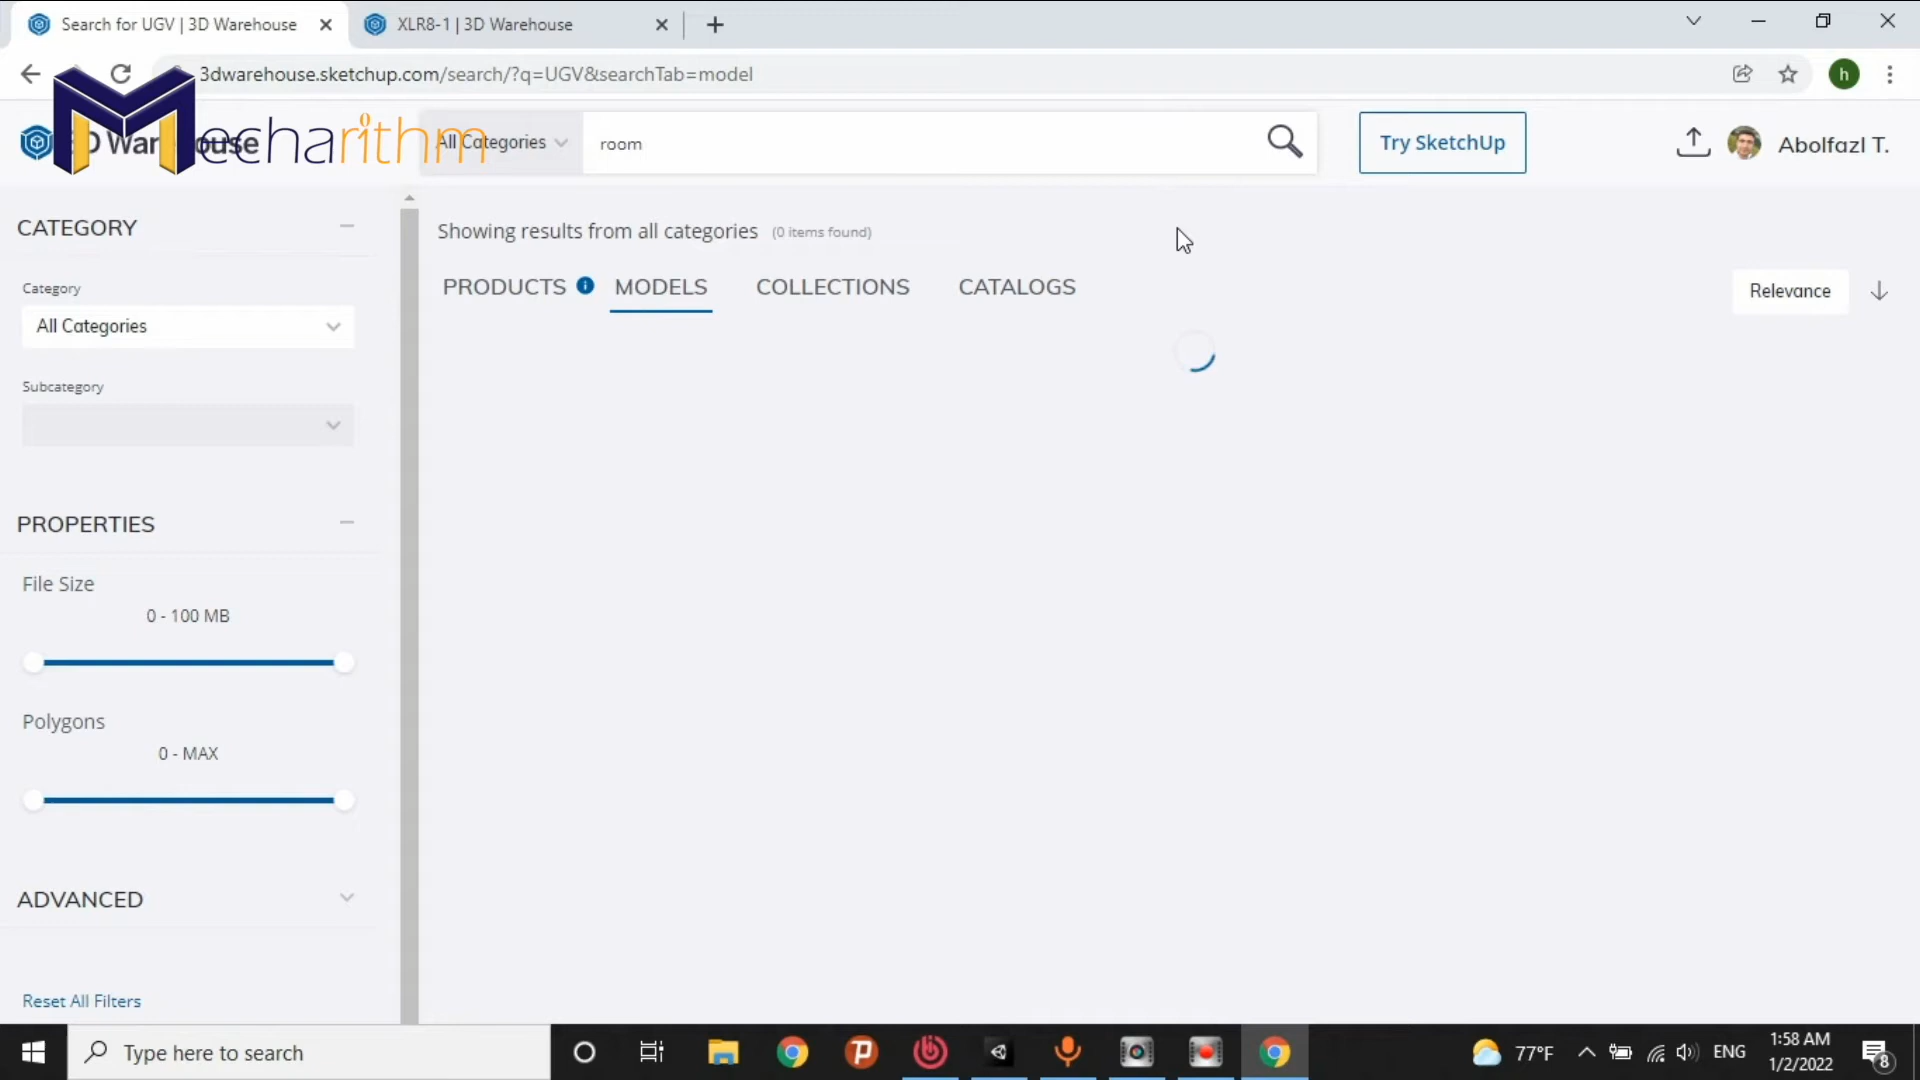 Search for UGV | 3D Warehouse
XLR8-1 | 3D Warehouse
3dwarehouse.sketchup.com/search/?q=UGV&searchTab=model
h
Mecharithm
All Categories
room
Try SketchUp
Abolfazl T.
CATEGORY
Category
All Categories
Subcategory
PROPERTIES
File Size
0 - 100 MB
Polygons
0 - MAX
ADVANCED
Reset All Filters
Showing results from all categories (0 items found)
PRODUCTS i MODELS COLLECTIONS CATALOGS
Relevance
Type here to search
77°F
ENG
1:58 AM
1/2/2022
8